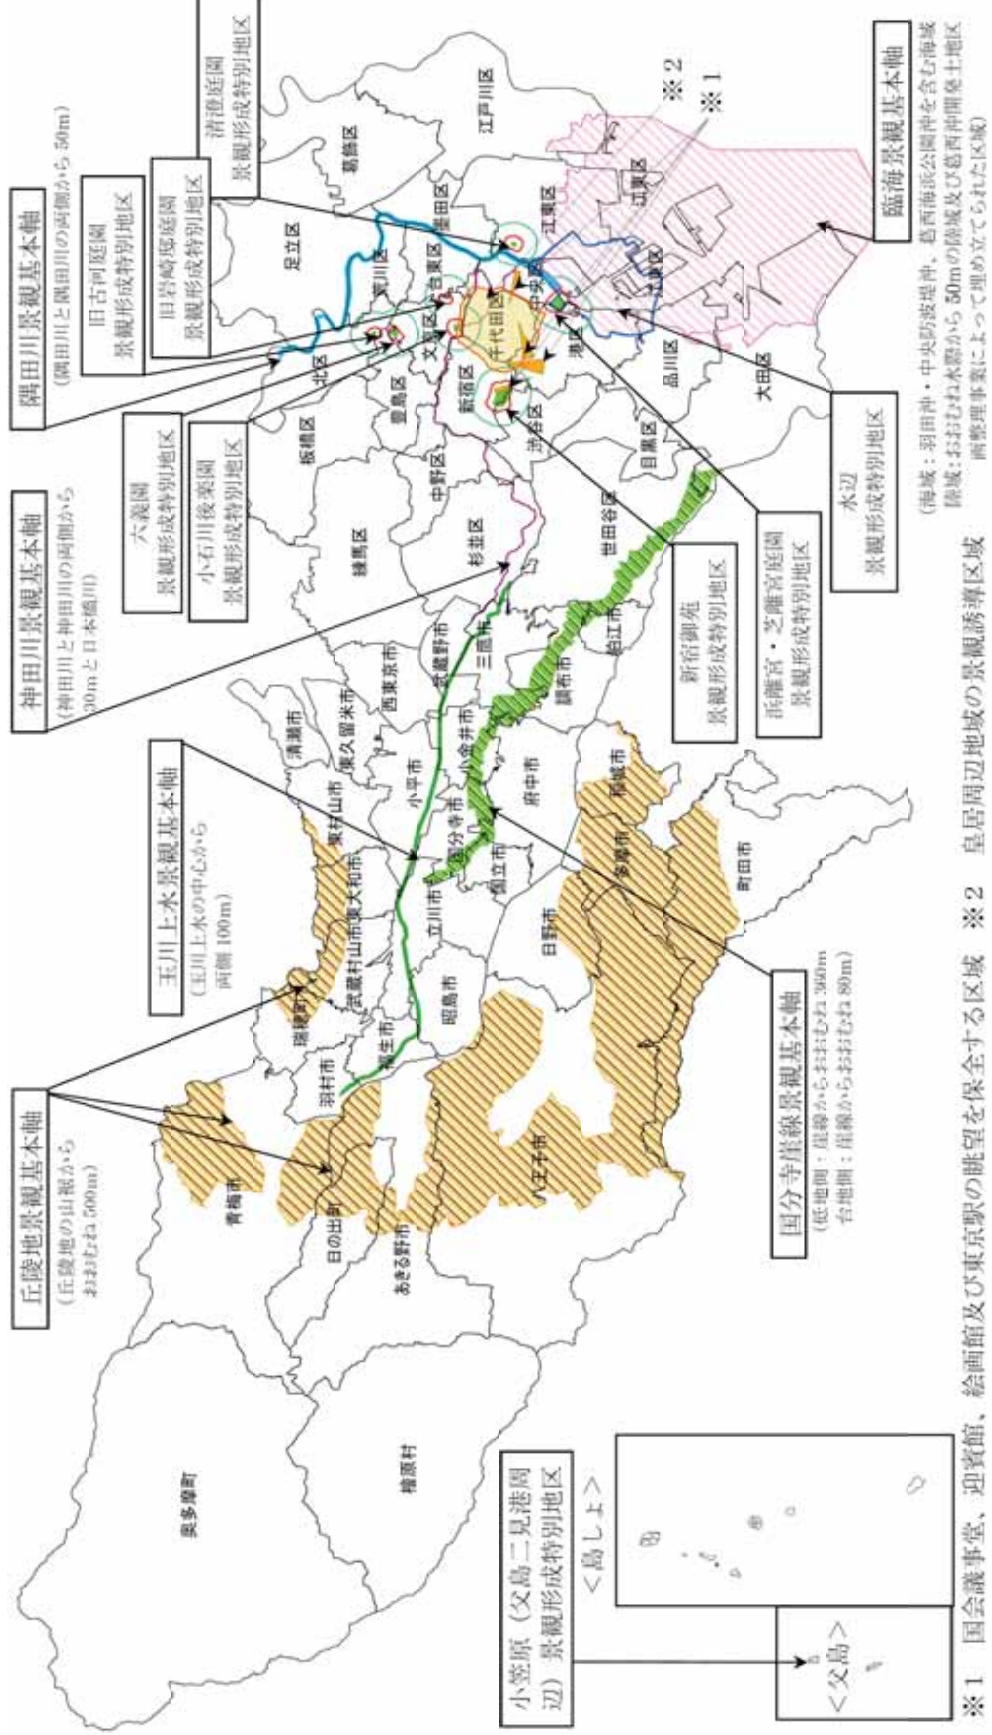 丘陵地景観基本軸
(丘陵地の山裾から
おおむね 500m)
玉川上水景観基本軸
(玉川上水の中心から
両側 100m)
神田川景観基本軸
(神田川と神田川の両側から
30mと日本橋川)
隅田川景観基本軸
(隅田川と隅田川の両側から 50m)
旧古河庭園
景観形成特別地区
旧岩崎邸庭園
景観形成特別地区
清澄庭園
景観形成特別地区
六義園
景観形成特別地区
小石川後楽園
景観形成特別地区
奥多摩町
檜原村
青梅市
日の出町
あきる野市
八王子市
羽村市
瑞穂町
福生市
武蔵村山市
東大和市
昭島市
立川市
東村山市
清瀬市
東久留米市
西東京市
小平市
国分寺市
小金井市
国立市
府中市
日野市
多摩市
稲城市
町田市
武蔵野市
三鷹市
調布市
狛江市
練馬区
板橋区
北区
足立区
葛飾区
江戸川区
荒川区
豊島区
文京区
台東区
墨田区
中野区
杉並区
新宿区
千代田区
中央区
江東区
江東区
江東区
渋谷区
港区
世田谷区
目黒区
品川区
大田区
※2
※1
国分寺崖線景観基本軸
(低地側：崖線からおおむね 360m
台地側：崖線からおおむね 80m)
新宿御苑
景観形成特別地区
浜離宮・芝離宮庭園
景観形成特別地区
水辺
景観形成特別地区
臨海景観基本軸
(海域：羽田沖・中央防波堤沖、葛西海浜公園沖を含む海域
陸域：おおむね水際から 50mの陸域及び葛西沖開発土地区
画整理事業によって埋め立てられた区域)
小笠原（父島二見港周
辺）景観形成特別地区
＜島しょ＞
＜父島＞
※1 国会議事堂、迎賓館、絵画館及び東京駅の眺望を保全する区域 ※2 皇居周辺地域の景観誘導区域